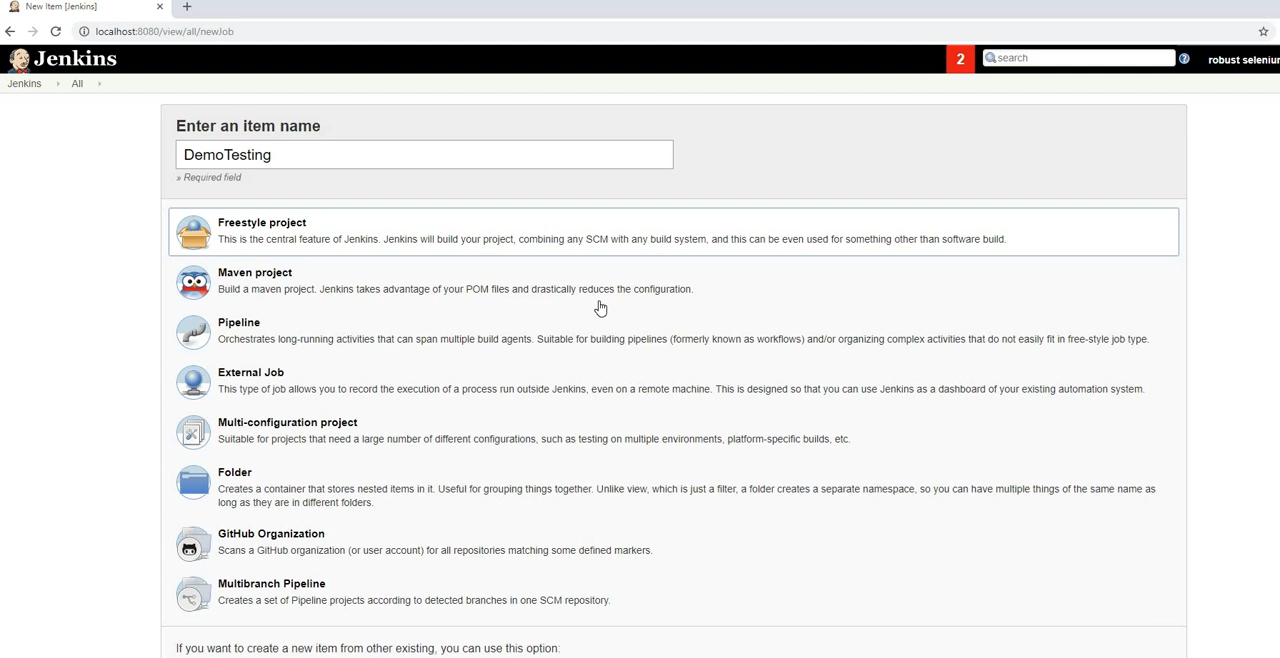 New Item [Jenkins]
localhost:8080/view/all/newJob
Jenkins
2
search
robust seleniur
Jenkins
All
Enter an item name
DemoTesting
» Required field
Freestyle project
This is the central feature of Jenkins. Jenkins will build your project, combining any SCM with any build system, and this can be even used for something other than software build.
Maven project
Build a maven project. Jenkins takes advantage of your POM files and drastically reduces the configuration.
Pipeline
Orchestrates long-running activities that can span multiple build agents. Suitable for building pipelines (formerly known as workflows) and/or organizing complex activities that do not easily fit in free-style job type.
External Job
This type of job allows you to record the execution of a process run outside Jenkins, even on a remote machine. This is designed so that you can use Jenkins as a dashboard of your existing automation system.
Multi-configuration project
Suitable for projects that need a large number of different configurations, such as testing on multiple environments, platform-specific builds, etc.
Folder
Creates a container that stores nested items in it. Useful for grouping things together. Unlike view, which is just a filter, a folder creates a separate namespace, so you can have multiple things of the same name as
long as they are in different folders.
GitHub Organization
Scans a GitHub organization (or user account) for all repositories matching some defined markers.
Multibranch Pipeline
Creates a set of Pipeline projects according to detected branches in one SCM repository.
If you want to create a new item from other existing, you can use this option: